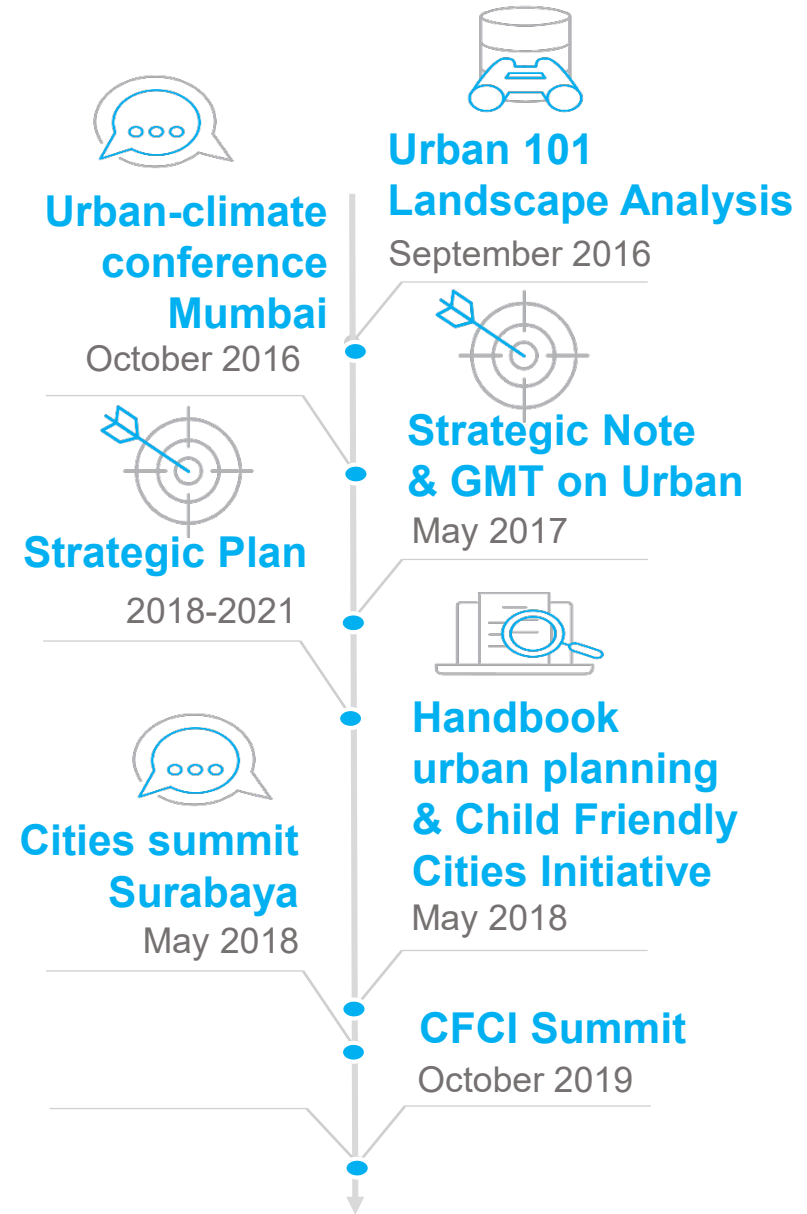 Urban 101
Landscape Analysis
September 2016
Urban-climate
conference
Mumbai
October 2016
Strategic Note
& GMT on Urban
May 2017
Strategic Plan
2018-2021
Handbook
urban planning
& Child Friendly
Cities Initiative
May 2018
Cities summit
Surabaya
May 2018
CFCI Summit
October 2019